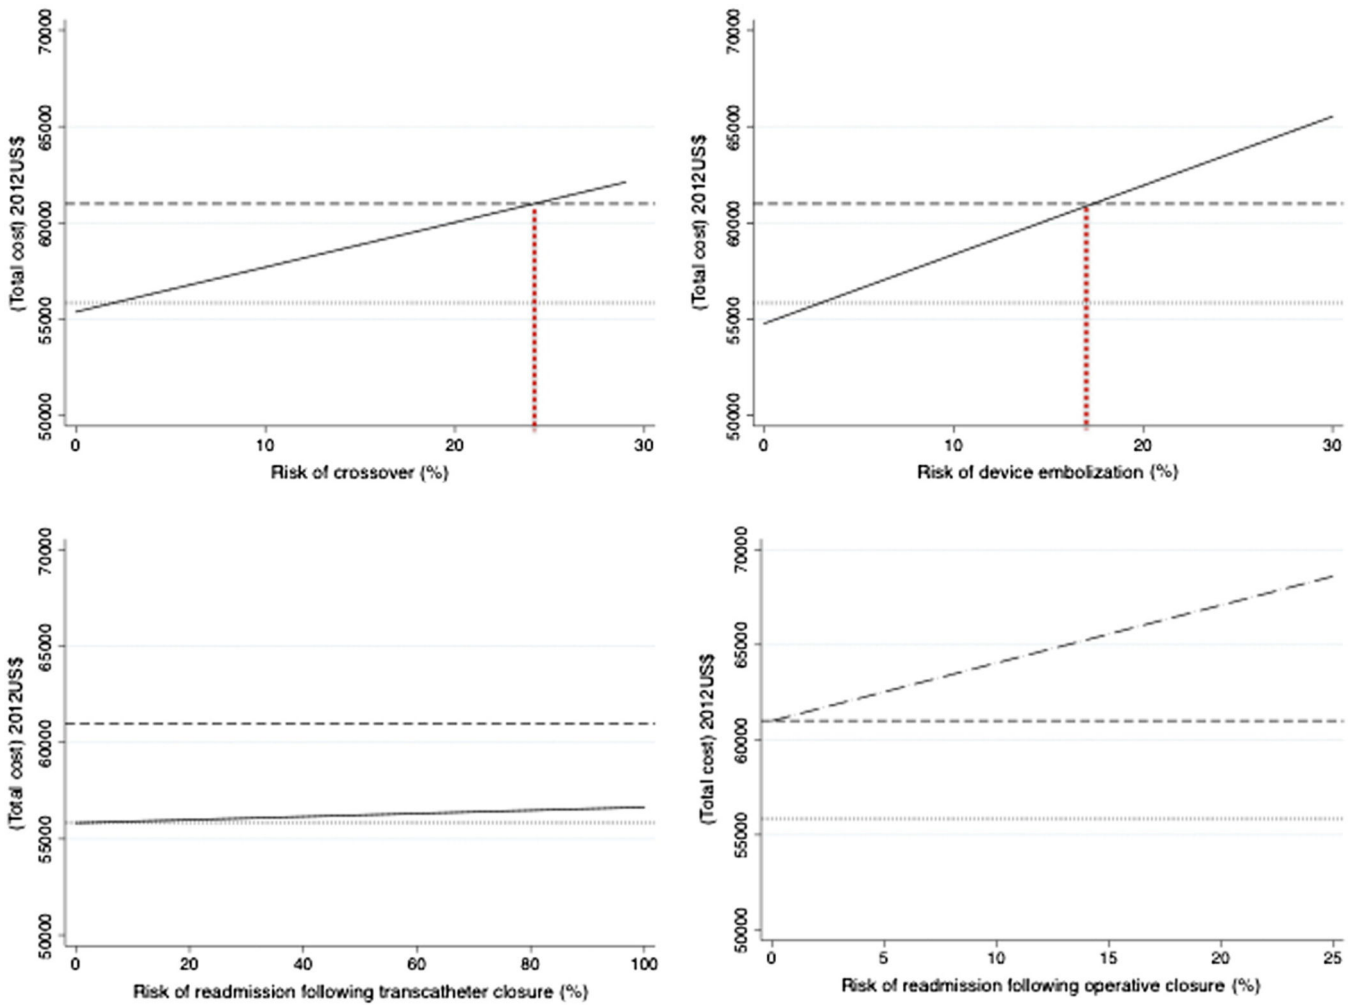 (Total cost) 2012US$
70000
65000
60000
55000
50000
0 10 20 30
Risk of crossover (%)
(Total cost) 2012US$
70000
65000
60000
55000
50000
0 10 20 30
Risk of device embolization (%)
(Total cost) 2012US$
70000
65000
60000
55000
50000
0 20 40 60 80 100
Risk of readmission following transcatheter closure (%)
(Total cost) 2012US$
70000
65000
60000
55000
50000
0 5 10 15 20 25
Risk of readmission following operative closure (%)